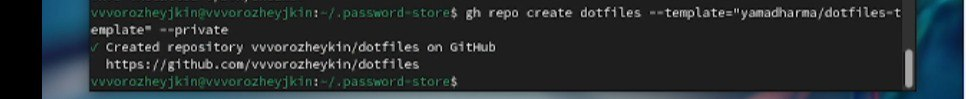 vvvorozheyjkin@vvvorozheyjkin:~/.password-store$ gh repo create dotfiles --template="yamadharma/dotfiles-t
emplate" --private
✓ Created repository vvvorozheykin/dotfiles on GitHub
https://github.com/vvvorozheykin/dotfiles
vvvorozheyjkin@vvvorozheyjkin:~/.password-store$